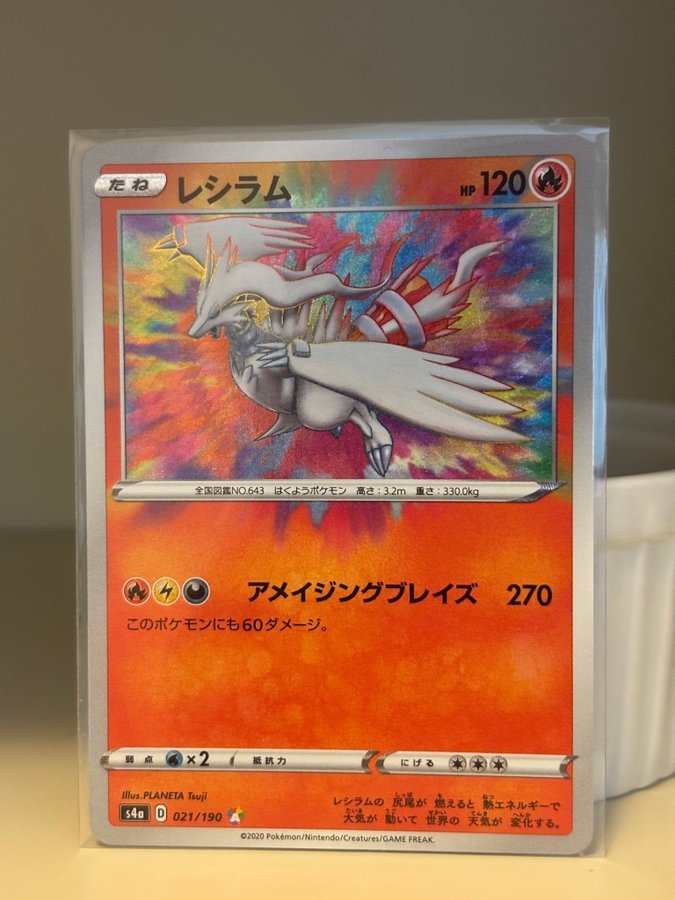 たね レシラム HP 120
全国図鑑NO.643 はくようポケモン 高さ：3.2m 重さ：330.0kg
アメイジングブレイズ 270
このポケモンにも60ダメージ。
弱点 ×2 抵抗力 にげる
Illus.PLANETA Tsuji
s4a D 021/190 A
レシラムの 尻尾が 燃えると 熱エネルギーで
大気が 動いて 世界の 天気が 変化する。
©2020 Pokémon/Nintendo/Creatures/GAME FREAK.